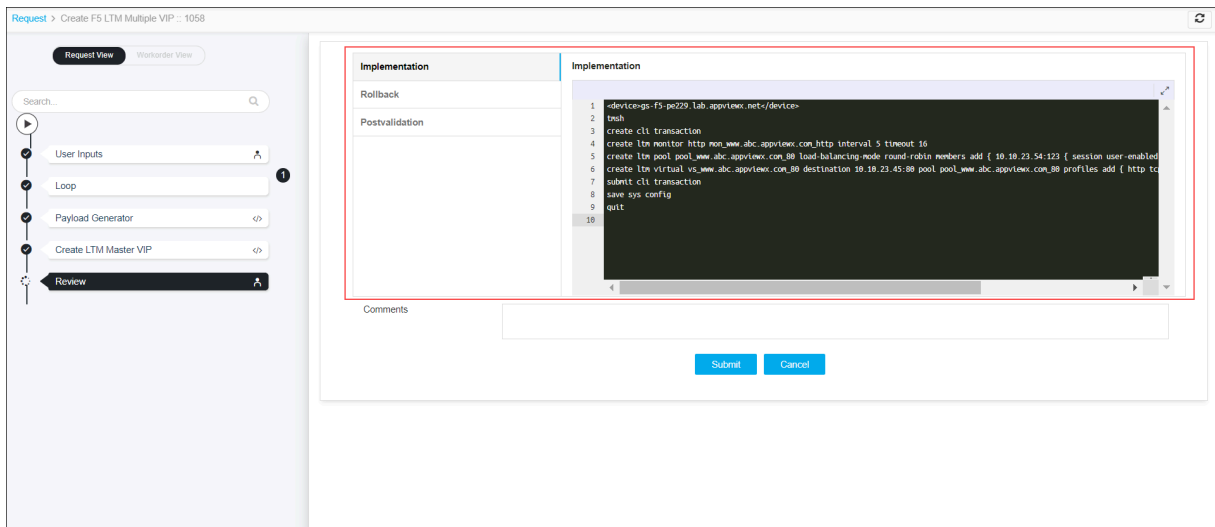 Request > Create F5 LTM Multiple VIP :: 1058
Request View
Workorder View
Search...
User Inputs
Loop
1
Payload Generator
</>
Create LTM Master VIP
</>
Review
Implementation
Rollback
Postvalidation
Implementation
1 <device>gs-f5-pe229.lab.appviewx.net</device>
2 tmsh
3 create cli transaction
4 create ltm monitor http mon_www.abc.appviewx.com_http interval 5 timeout 16
5 create ltm pool pool_www.abc.appviewx.com_80 load-balancing-mode round-robin members add { 10.10.23.54:123 { session user-enabled
6 create ltm virtual vs_www.abc.appviewx.com_80 destination 10.10.23.45:80 pool pool_www.abc.appviewx.com_80 profiles add { http tcp
7 submit cli transaction
8 save sys config
9 quit
10
Comments
Submit
Cancel